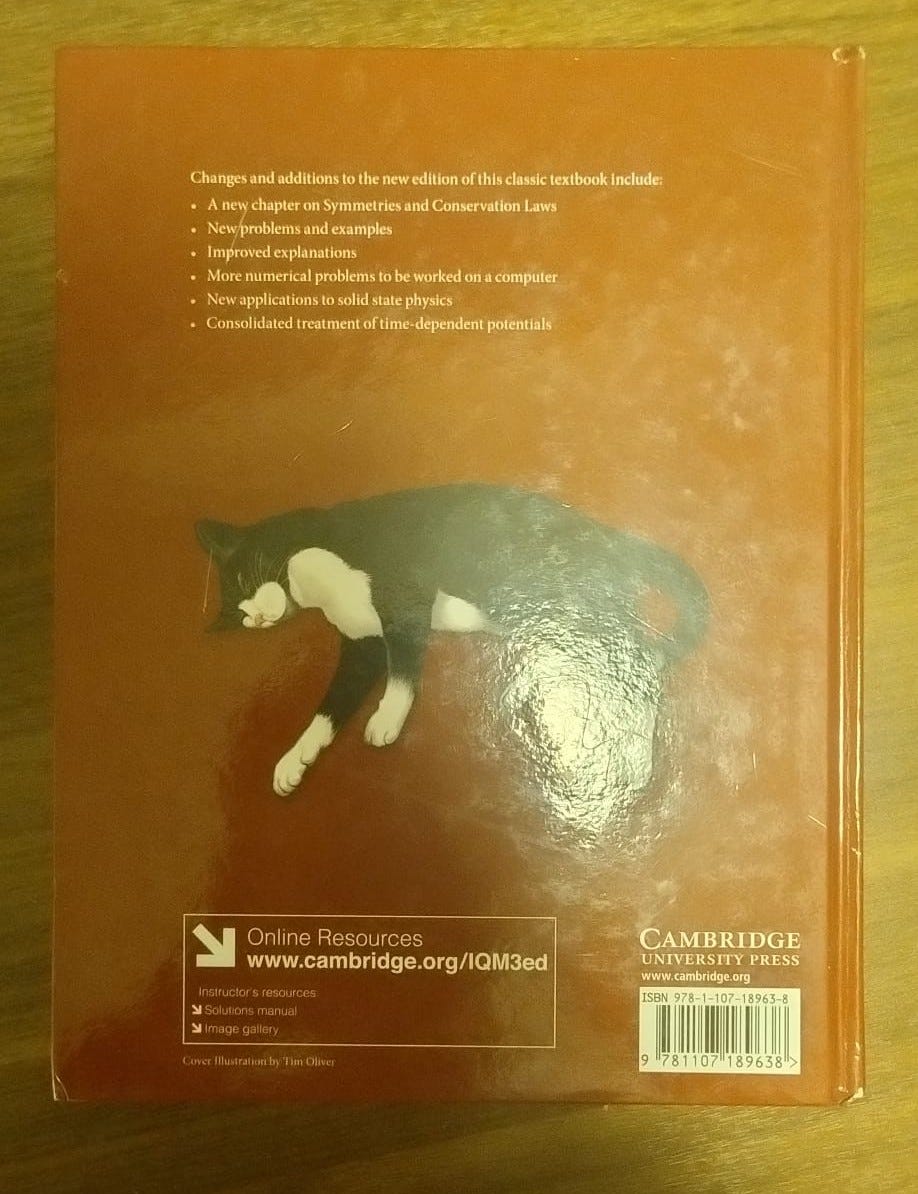 Changes and additions to the new edition of this classic textbook include:
• A new chapter on Symmetries and Conservation Laws
• New problems and examples
• Improved explanations
• More numerical problems to be worked on a computer
• New applications to solid state physics
• Consolidated treatment of time-dependent potentials
Online Resources
www.cambridge.org/IQM3ed
Instructor's resources:
Solutions manual
Image gallery
Cover Illustration by Tim Oliver
CAMBRIDGE
UNIVERSITY PRESS
www.cambridge.org
ISBN 978-1-107-18963-8
9 781107 189638 >